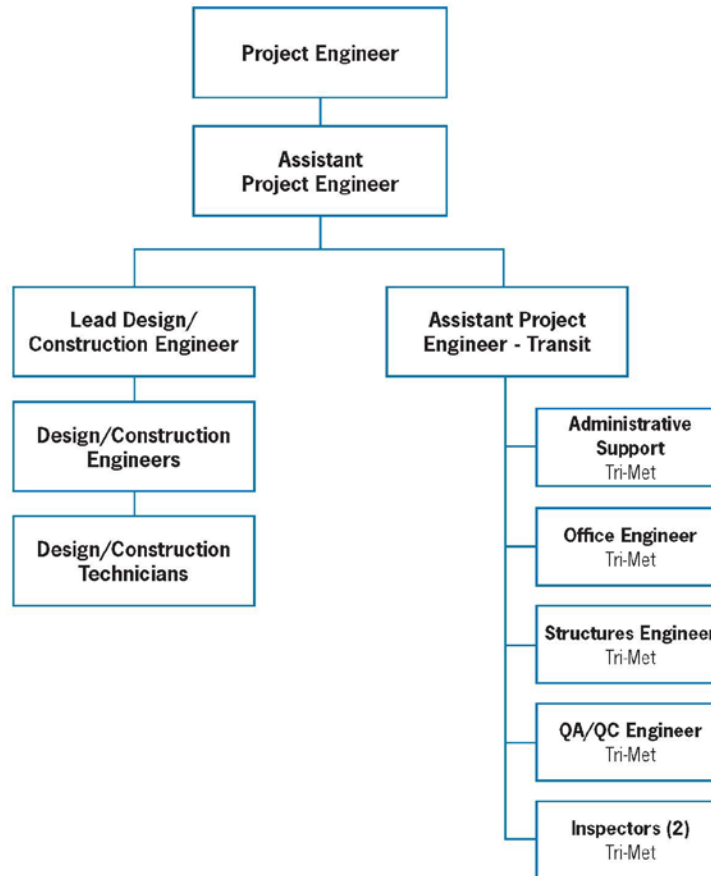 Project Engineer
Assistant
Project Engineer
Lead Design/
Construction Engineer
Design/Construction
Engineers
Design/Construction
Technicians
Assistant Project
Engineer - Transit
Administrative
Support
Tri-Met
Office Engineer
Tri-Met
Structures Engineer
Tri-Met
QA/QC Engineer
Tri-Met
Inspectors (2)
Tri-Met